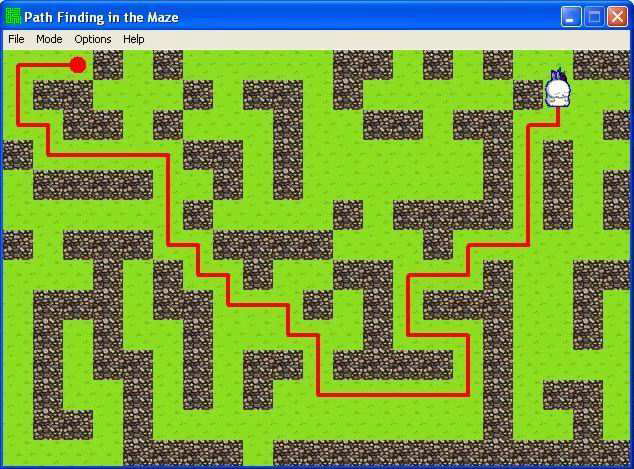 Path Finding in the Maze
File Mode Options Help